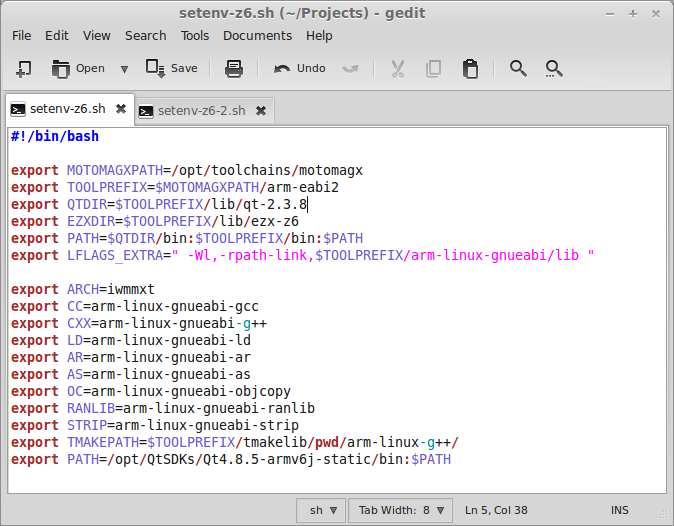 setenv-z6.sh (~/Projects) - gedit
File Edit View Search Tools Documents Help
Open Save Undo
setenv-z6.sh setenv-z6-2.sh
#!/bin/bash
export MOTOMAGXPATH=/opt/toolchains/motomagx
export TOOLPREFIX=$MOTOMAGXPATH/arm-eabi2
export QTDIR=$TOOLPREFIX/lib/qt-2.3.8
export EZXDIR=$TOOLPREFIX/lib/ezx-z6
export PATH=$QTDIR/bin:$TOOLPREFIX/bin:$PATH
export LFLAGS_EXTRA=" -Wl,-rpath-link,$TOOLPREFIX/arm-linux-gnueabi/lib "
export ARCH=iwmmxt
export CC=arm-linux-gnueabi-gcc
export CXX=arm-linux-gnueabi-g++
export LD=arm-linux-gnueabi-ld
export AR=arm-linux-gnueabi-ar
export AS=arm-linux-gnueabi-as
export OC=arm-linux-gnueabi-objcopy
export RANLIB=arm-linux-gnueabi-ranlib
export STRIP=arm-linux-gnueabi-strip
export TMAKEPATH=$TOOLPREFIX/tmakelib/pwd/arm-linux-g++/
export PATH=/opt/QtSDKs/Qt4.8.5-armv6j-static/bin:$PATH
sh Tab Width: 8 Ln 5, Col 38 INS